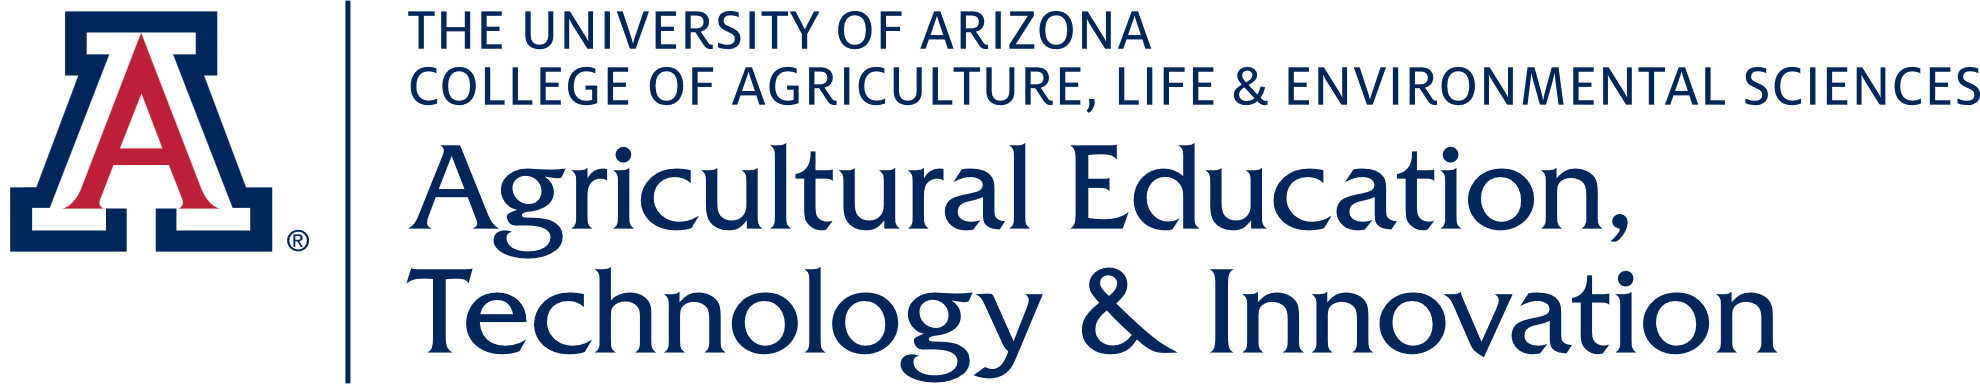 A®
THE UNIVERSITY OF ARIZONA
COLLEGE OF AGRICULTURE, LIFE & ENVIRONMENTAL SCIENCES
Agricultural Education,
Technology & Innovation